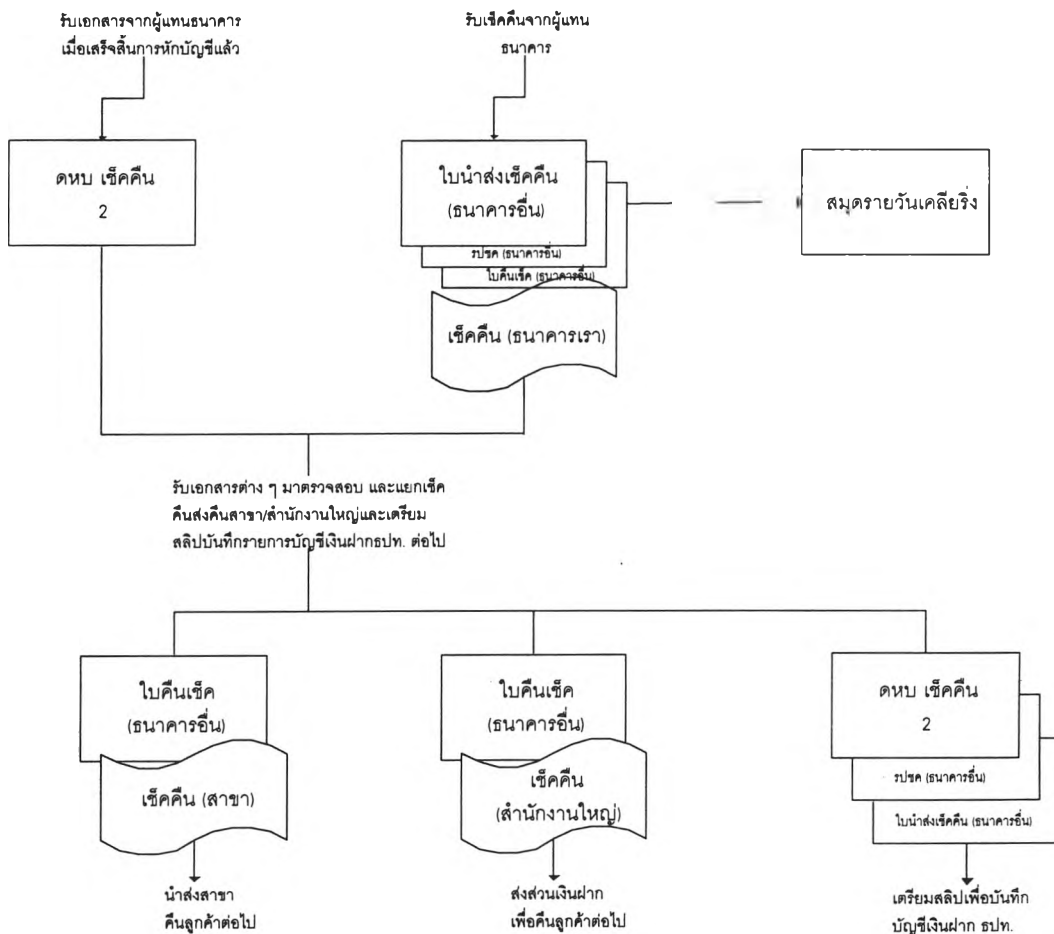 รับเอกสารจากผู้แทนธนาคาร
เมื่อเสร็จสิ้นการหักบัญชีแล้ว
รับเช็คคืนจากผู้แทน
ธนาคาร
ดหบ เช็คคืน
2
ใบนำส่งเช็คคืน
(ธนาคารอื่น)
รปชค (ธนาคารอื่น)
ใบคืนเช็ค (ธนาคารอื่น)
เช็คคืน (ธนาคารเรา)
สมุดรายวันเคลียริ่ง
รับเอกสารต่าง ๆ มาตรวจสอบ และแยกเช็ค
คืนส่งคืนสาขา/สำนักงานใหญ่และเตรียม
สลิปบันทึกรายการบัญชีเงินฝากธปท. ต่อไป
ใบคืนเช็ค
(ธนาคารอื่น)
เช็คคืน (สาขา)
นำส่งสาขา
คืนลูกค้าต่อไป
ใบคืนเช็ค
(ธนาคารอื่น)
เช็คคืน
(สำนักงานใหญ่)
ส่งส่วนเงินฝาก
เพื่อคืนลูกค้าต่อไป
ดหบ เช็คคืน
2
รปชค (ธนาคารอื่น)
ใบนำส่งเช็คคืน (ธนาคารอื่น)
เตรียมสลิปเพื่อบันทึก
บัญชีเงินฝาก ธปท.